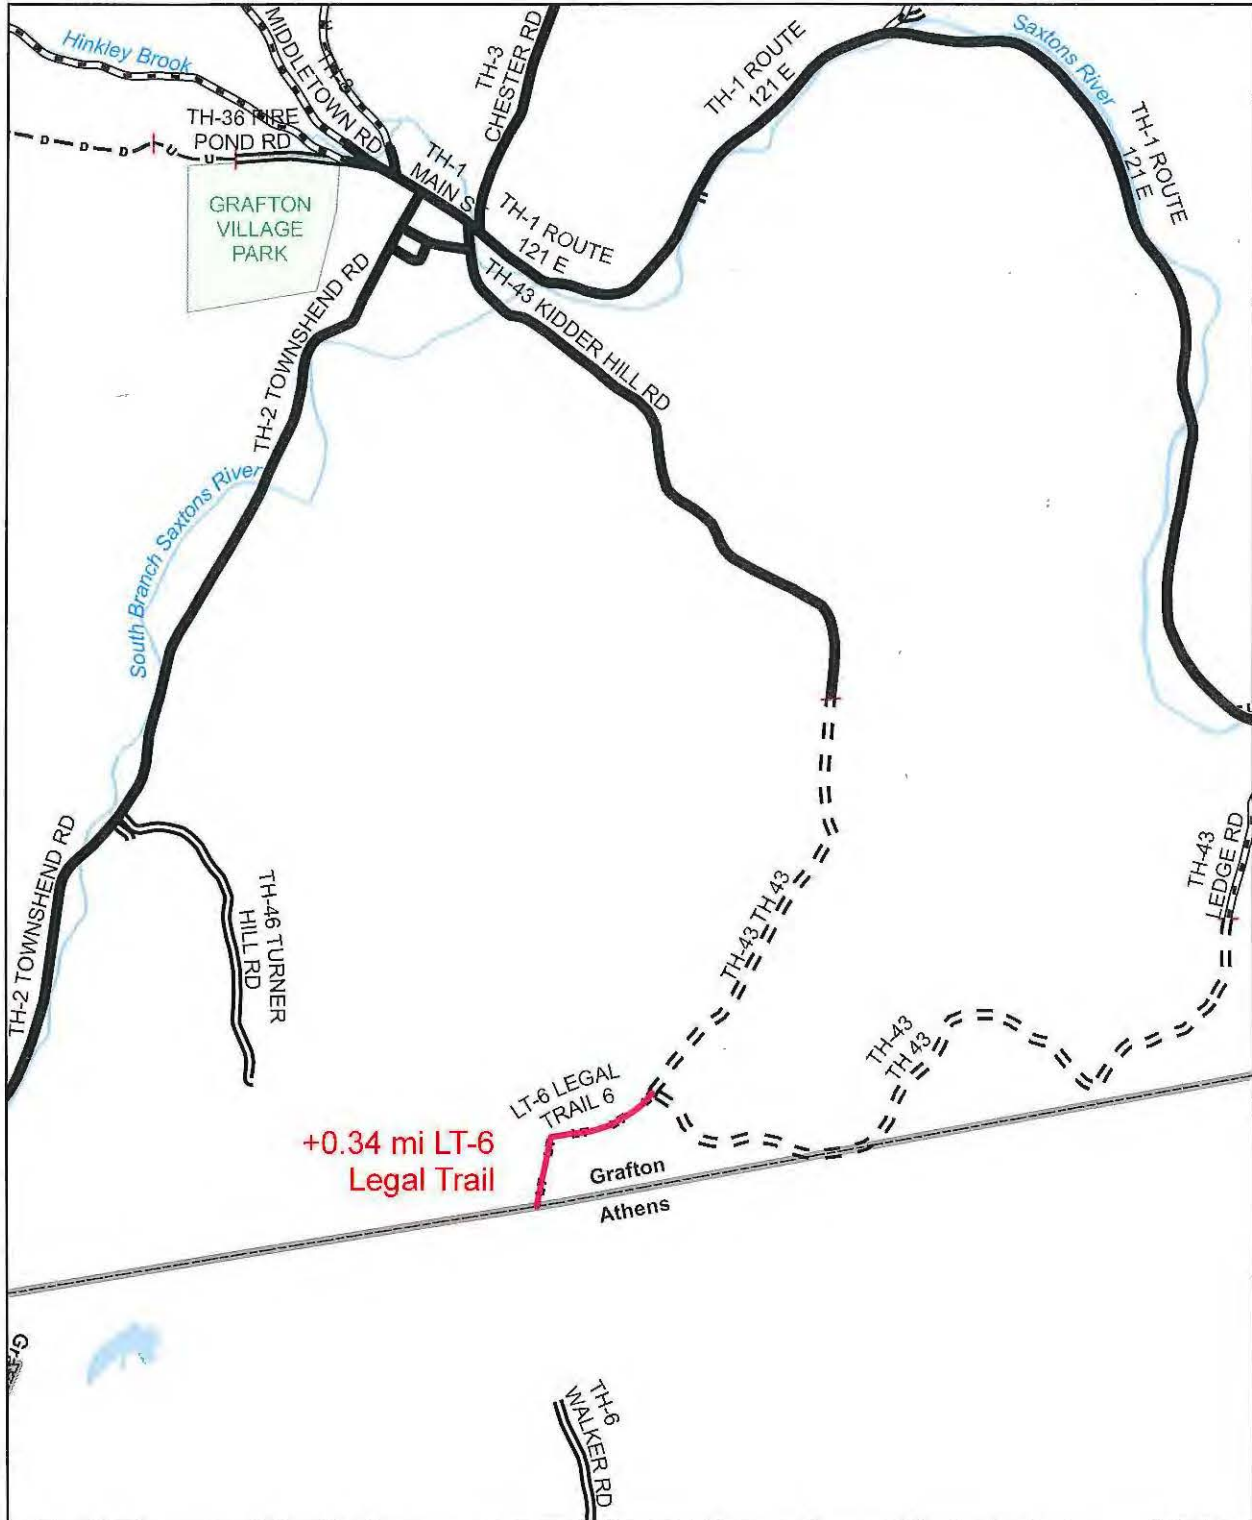 Hinkley Brook
MIDDLETOWN RD
TH-3
CHESTER RD
TH-1 ROUTE
121 E
Saxtons River
TH-1 ROUTE
121 E
TH-36 FIRE
POND RD
TH-1
MAIN S
TH-1 ROUTE
121 E
GRAFTON
VILLAGE
PARK
TH-43 KIDDER HILL RD
TH-2 TOWNSHEND RD
South Branch Saxtons River
TH-2 TOWNSHEND RD
TH-46 TURNER
HILL RD
TH-43 TH 43
TH-43
LEDGE RD
TH-43
TH 43
LT-6 LEGAL
TRAIL 6
+0.34 mi LT-6
Legal Trail
Grafton
Athens
TH-6
WALKER RD
D D D U U